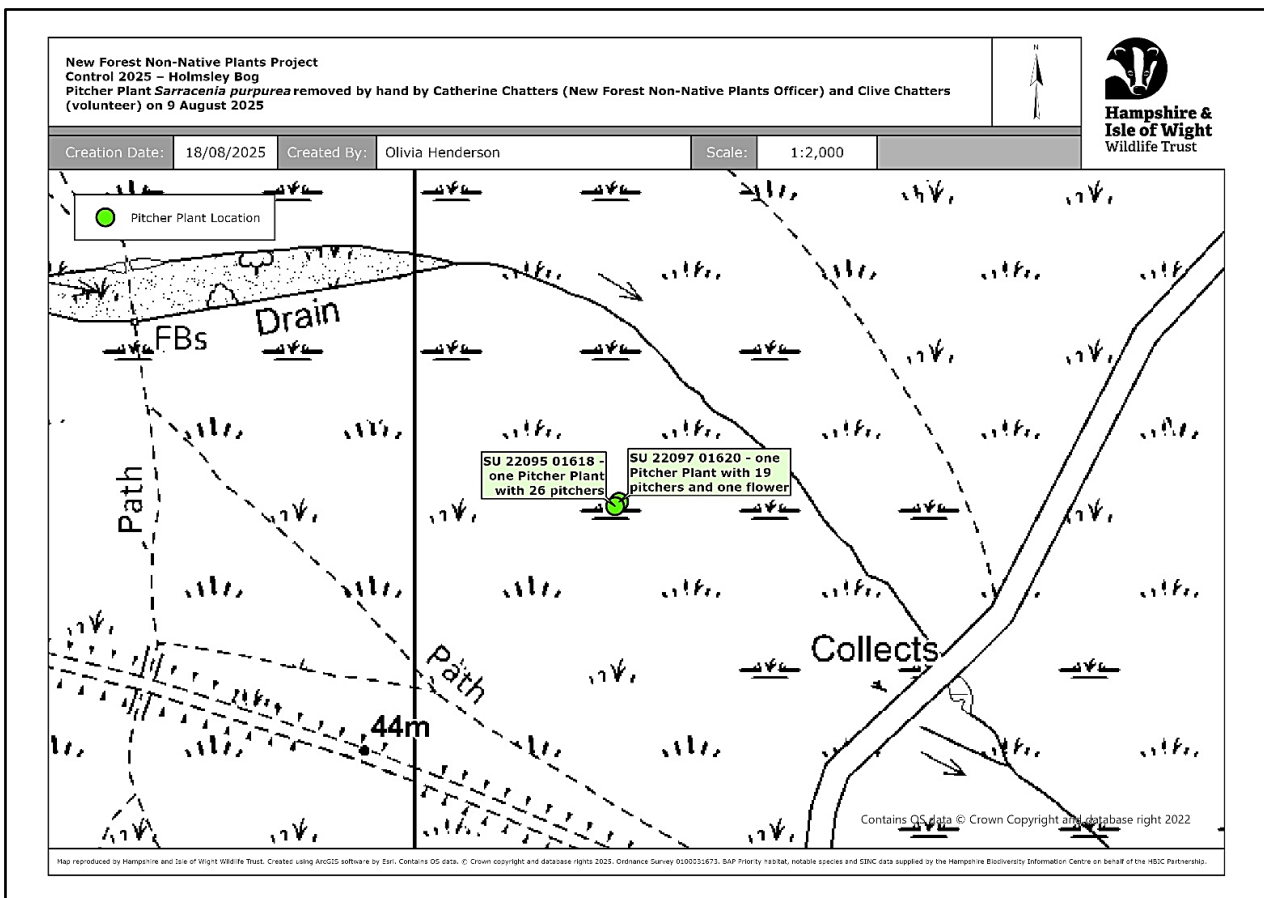 New Forest Non-Native Plants Project
Control 2025 – Holmsley Bog
Pitcher Plant Sarracenia purpurea removed by hand by Catherine Chatters (New Forest Non-Native Plants Officer) and Clive Chatters
(volunteer) on 9 August 2025
N
Hampshire &
Isle of Wight
Wildlife Trust
Creation Date: 18/08/2025 Created By: Olivia Henderson Scale: 1:2,000
Pitcher Plant Location
Drain
FBs
SU 22095 01618 -
one Pitcher Plant
with 26 pitchers
SU 22097 01620 - one
Pitcher Plant with 19
pitchers and one flower
Path
Path
Collects
44m
Contains OS data © Crown Copyright and database right 2022
Map reproduced by Hampshire and Isle of Wight Wildlife Trust. Created using ArcGIS software by Esri. Contains OS data. © Crown copyright and database rights 2025. Ordnance Survey 0100031673. BAP Priority habitat, notable species and SINC data supplied by the Hampshire Biodiversity Information Centre on behalf of the HBIC Partnership.